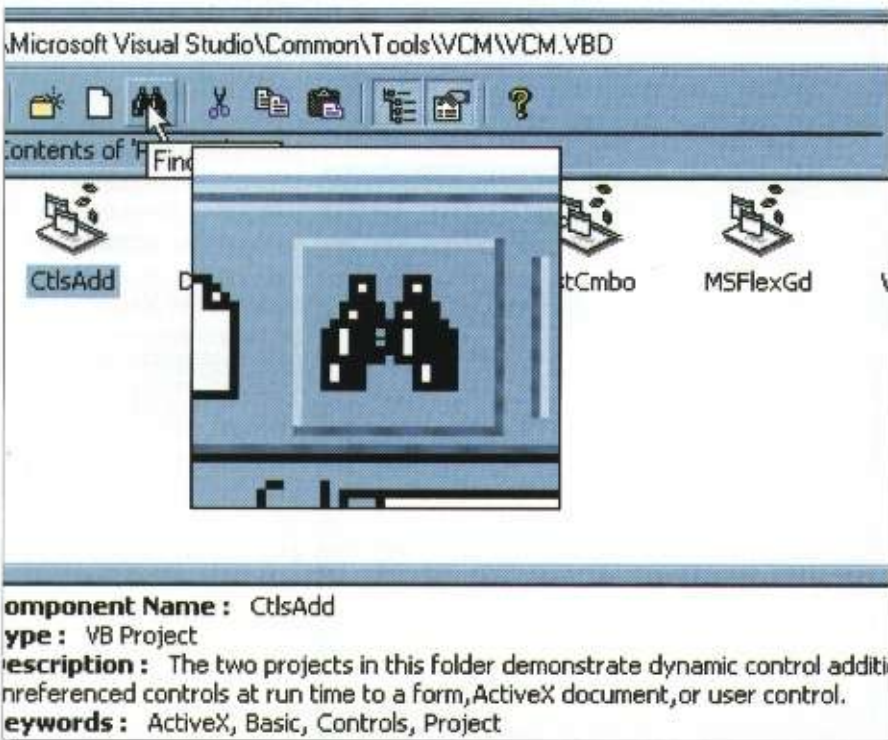 \Microsoft Visual Studio\Common\Tools\VCM\VCM.VBD
Contents of
Find
CtlsAdd
MSFlexGd
omponent Name : CtlsAdd
ype : VB Project
escription : The two projects in this folder demonstrate dynamic control additi
nreferenced controls at run time to a form,ActiveX document,or user control.
eywords : ActiveX, Basic, Controls, Project